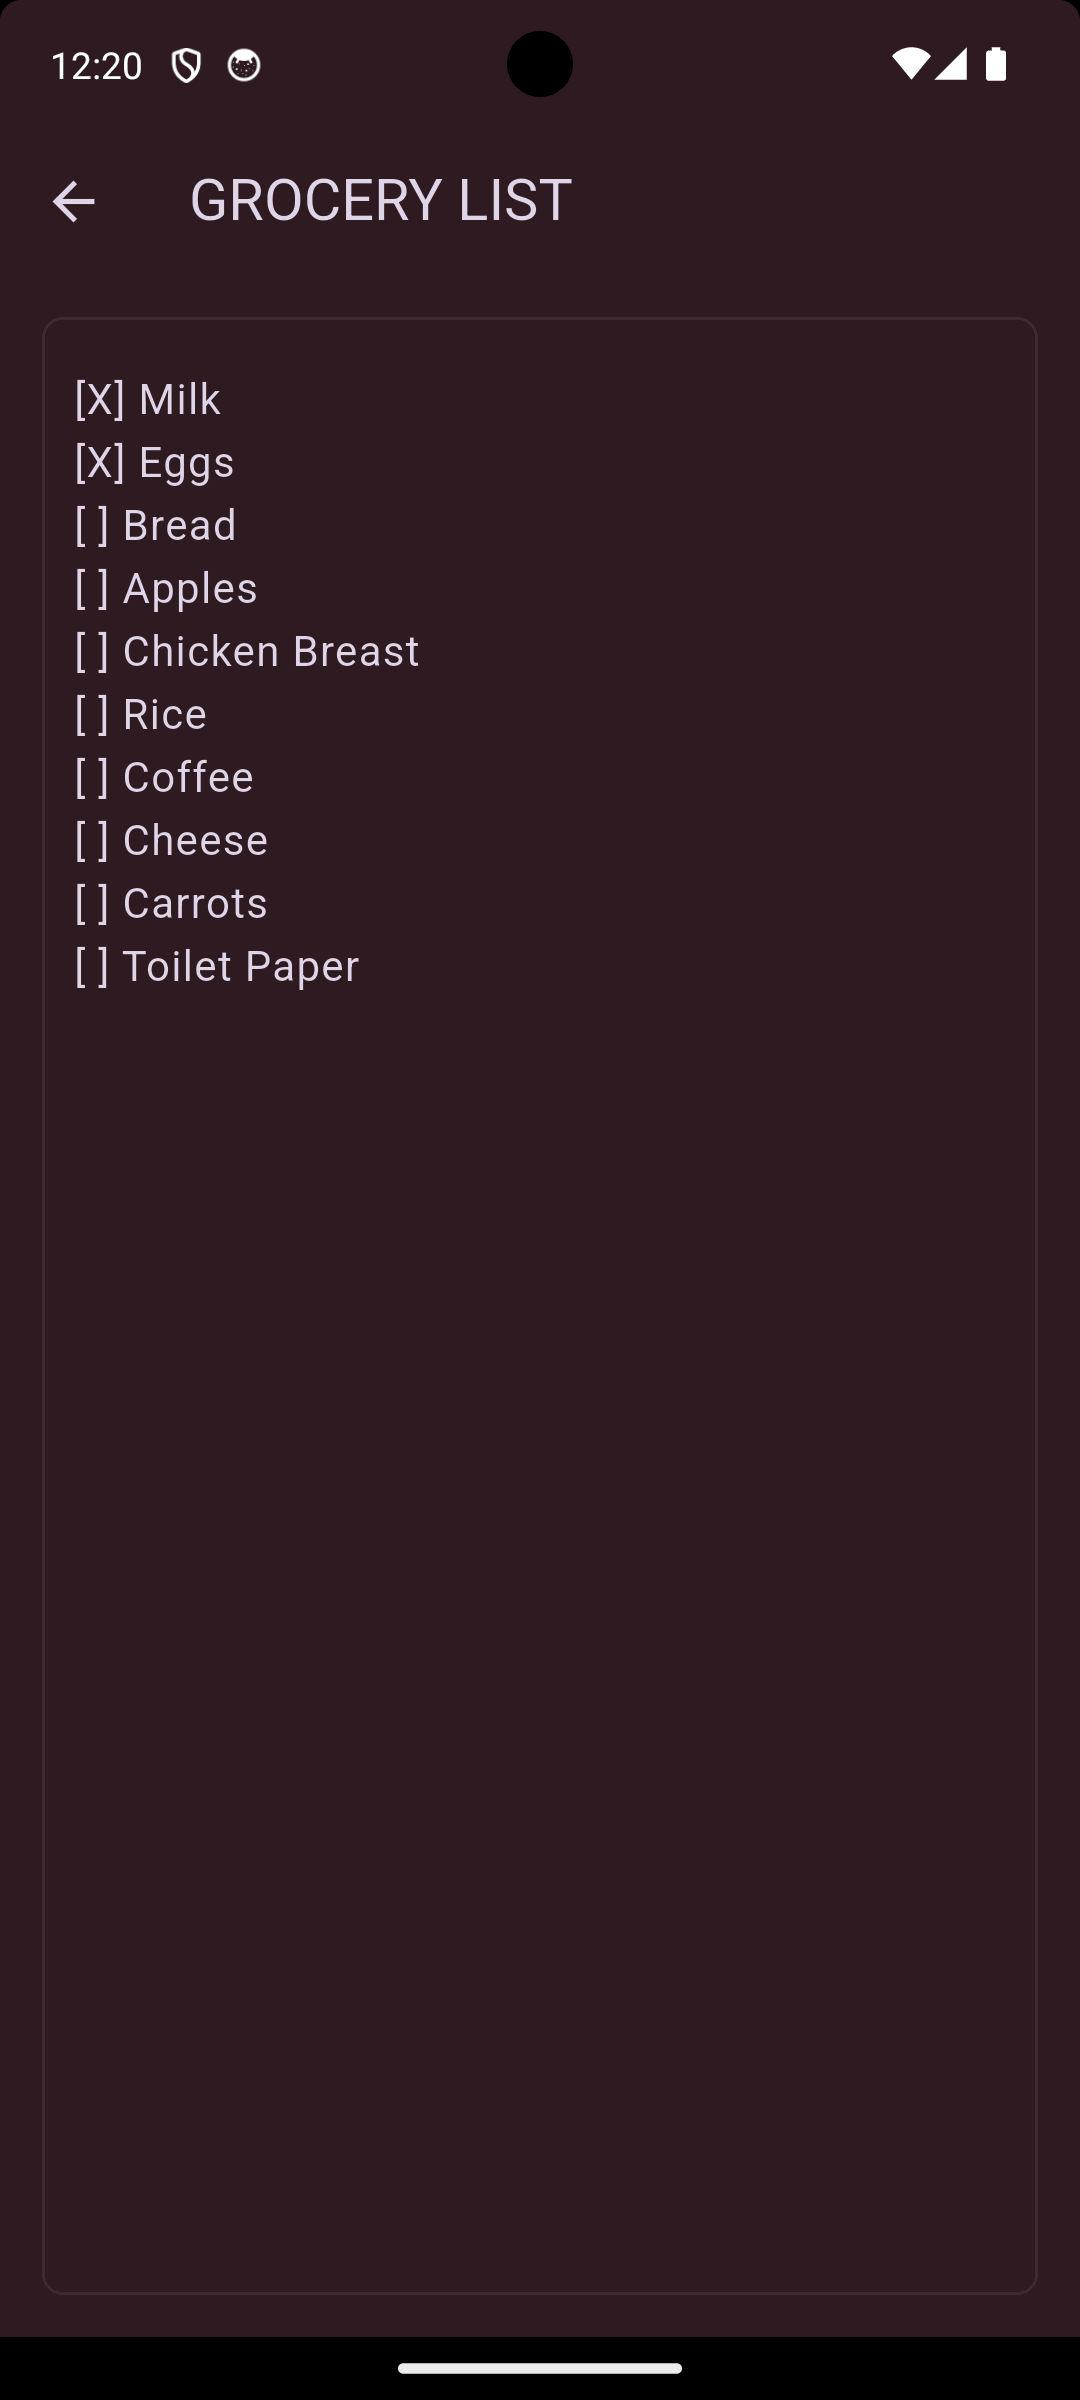 12:20
GROCERY LIST
[X] Milk
[X] Eggs
[ ] Bread
[ ] Apples
[ ] Chicken Breast
[ ] Rice
[ ] Coffee
[ ] Cheese
[ ] Carrots
[ ] Toilet Paper